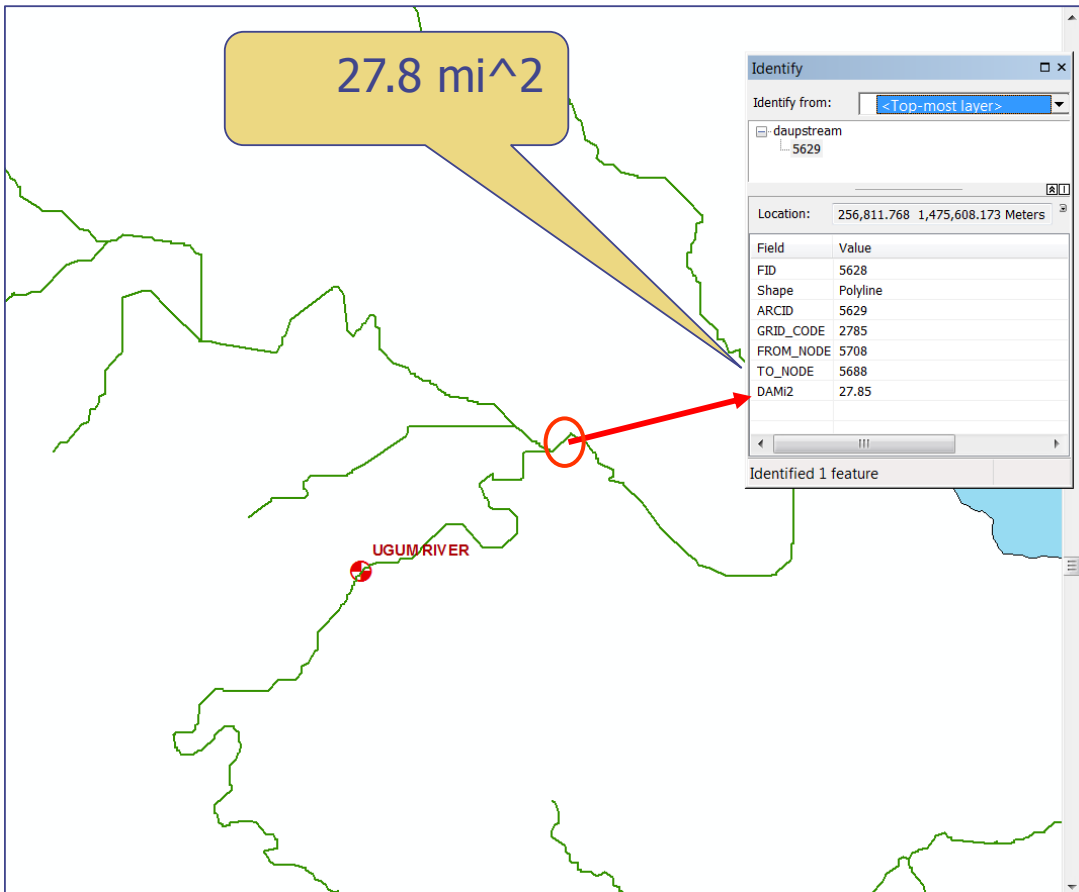 27.8 mi^2
Identify
Identify from: <Top-most layer>
daupstream
5629
Location: 256,811.768 1,475,608.173 Meters
Field Value
FID 5628
Shape Polyline
ARCID 5629
GRID_CODE 2785
FROM_NODE 5708
TO_NODE 5688
DAMi2 27.85
Identified 1 feature
UGUM RIVER